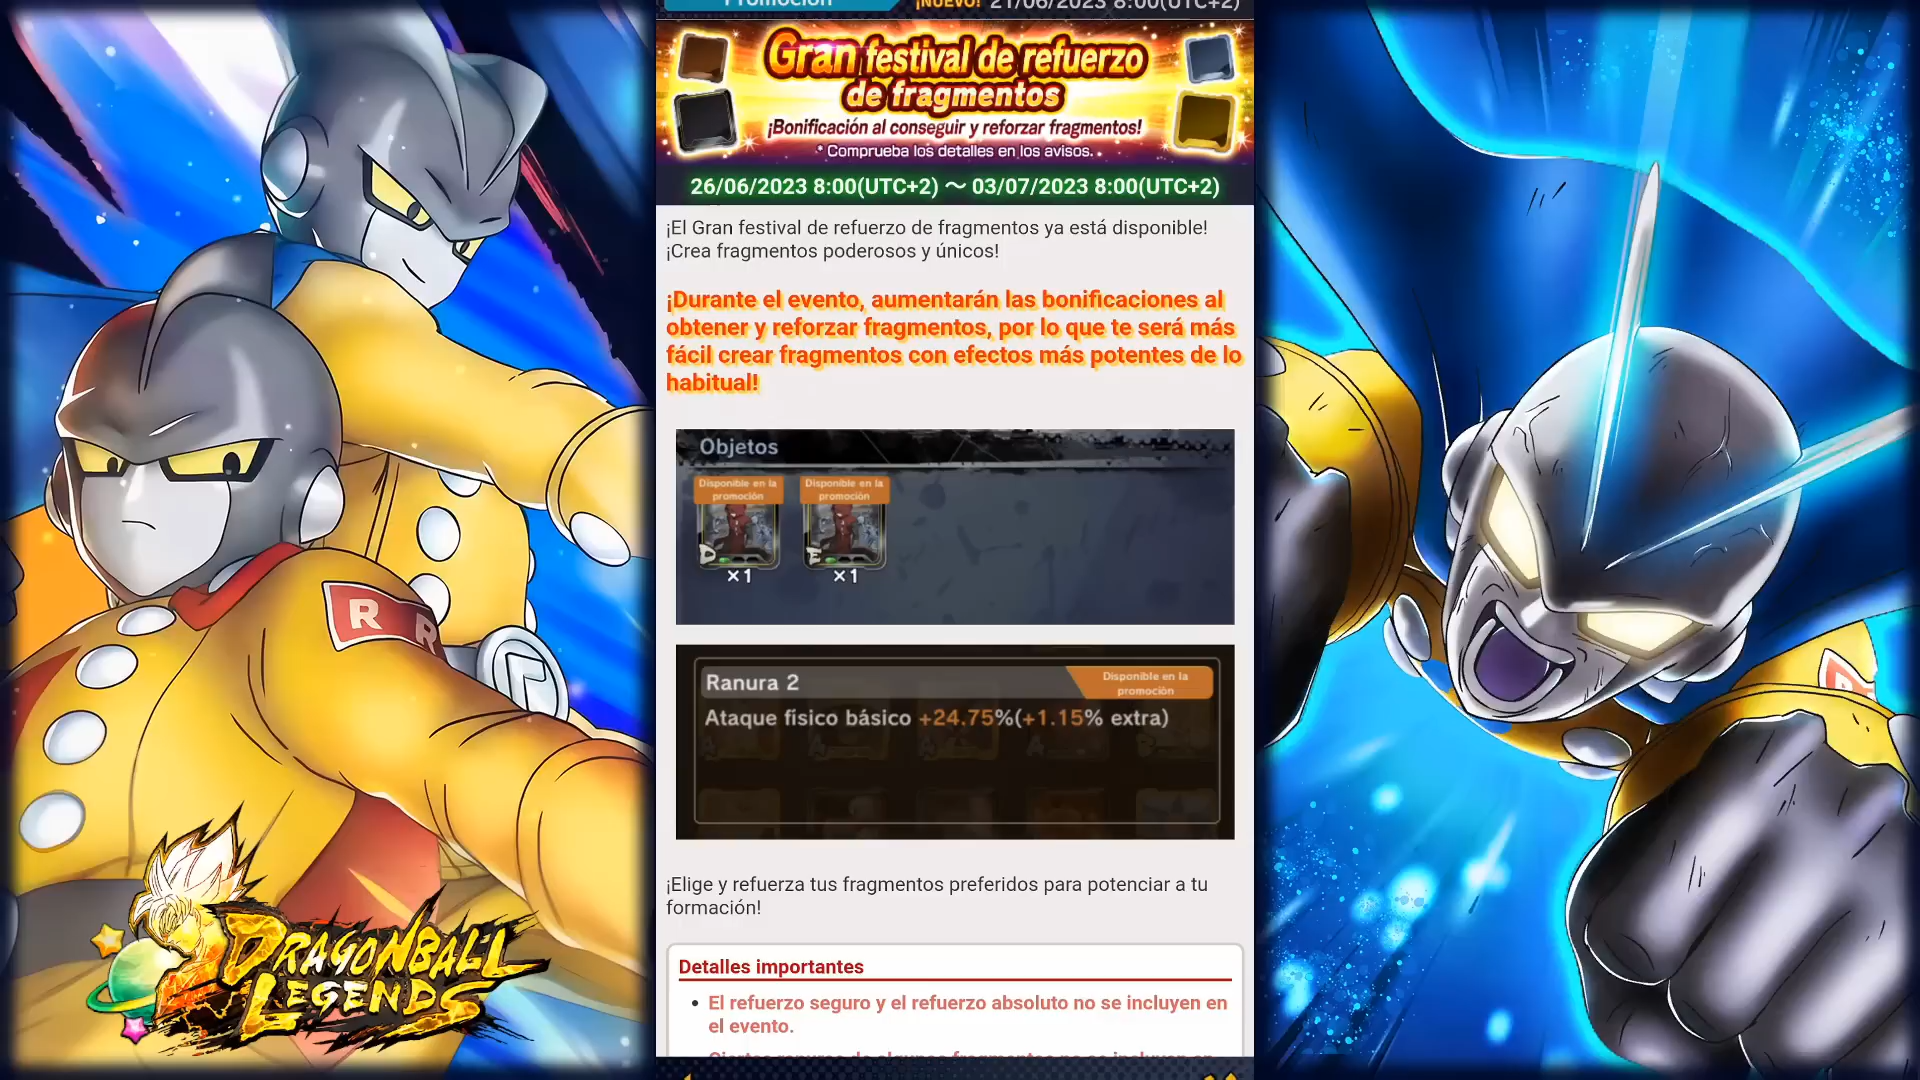 Promoción
¡NUEVO! 21/06/2023 8:00(UTC+2)
Gran festival de refuerzo
de fragmentos
¡Bonificación al conseguir y reforzar fragmentos!
* Comprueba los detalles en los avisos.
26/06/2023 8:00(UTC+2) ～ 03/07/2023 8:00(UTC+2)
¡El Gran festival de refuerzo de fragmentos ya está disponible!
¡Crea fragmentos poderosos y únicos!
¡Durante el evento, aumentarán las bonificaciones al
obtener y reforzar fragmentos, por lo que te será más
fácil crear fragmentos con efectos más potentes de lo
habitual!
Objetos
Disponible en la
promoción
Disponible en la
promoción
D
E
×1
×1
Ranura 2
Disponible en la
promoción
Ataque físico básico +24.75%(+1.15% extra)
¡Elige y refuerza tus fragmentos preferidos para potenciar a tu
formación!
Detalles importantes
• El refuerzo seguro y el refuerzo absoluto no se incluyen en
el evento.
R R
DRAGONBALL
LEGENDS